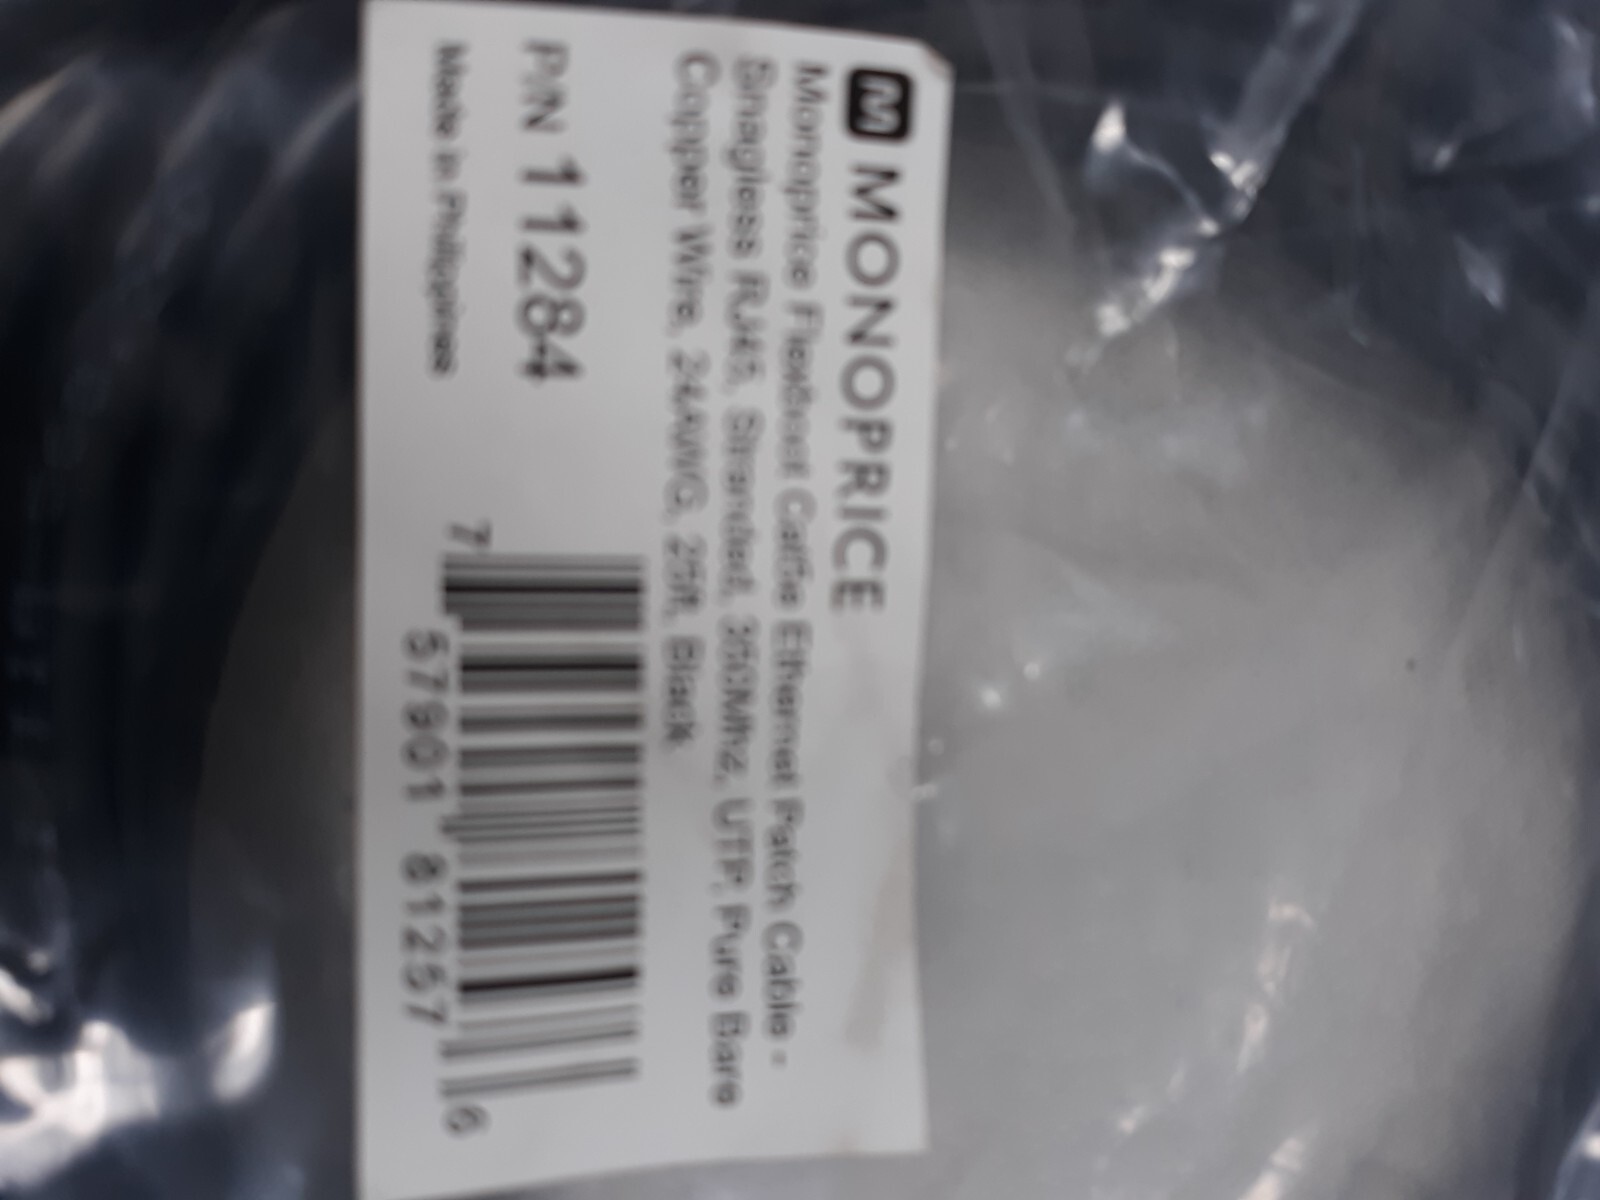 MONOPRICE
Monoprice Flexboot Cat5e Ethernet Patch Cable -
Snagless RJ45, Stranded, 350Mhz, UTP, Pure Bare
Copper Wire, 24AWG, 25ft, Black
P/N 11284
Made in Philippines
7 57901 81257 6